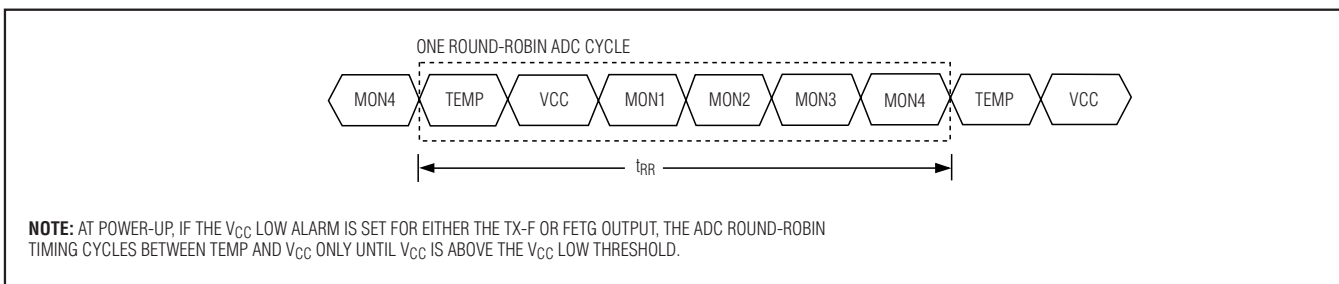 ONE ROUND-ROBIN ADC CYCLE
MON4 TEMP VCC MON1 MON2 MON3 MON4 TEMP VCC
tRR
NOTE: AT POWER-UP, IF THE VCC LOW ALARM IS SET FOR EITHER THE TX-F OR FETG OUTPUT, THE ADC ROUND-ROBIN
TIMING CYCLES BETWEEN TEMP AND VCC ONLY UNTIL VCC IS ABOVE THE VCC LOW THRESHOLD.